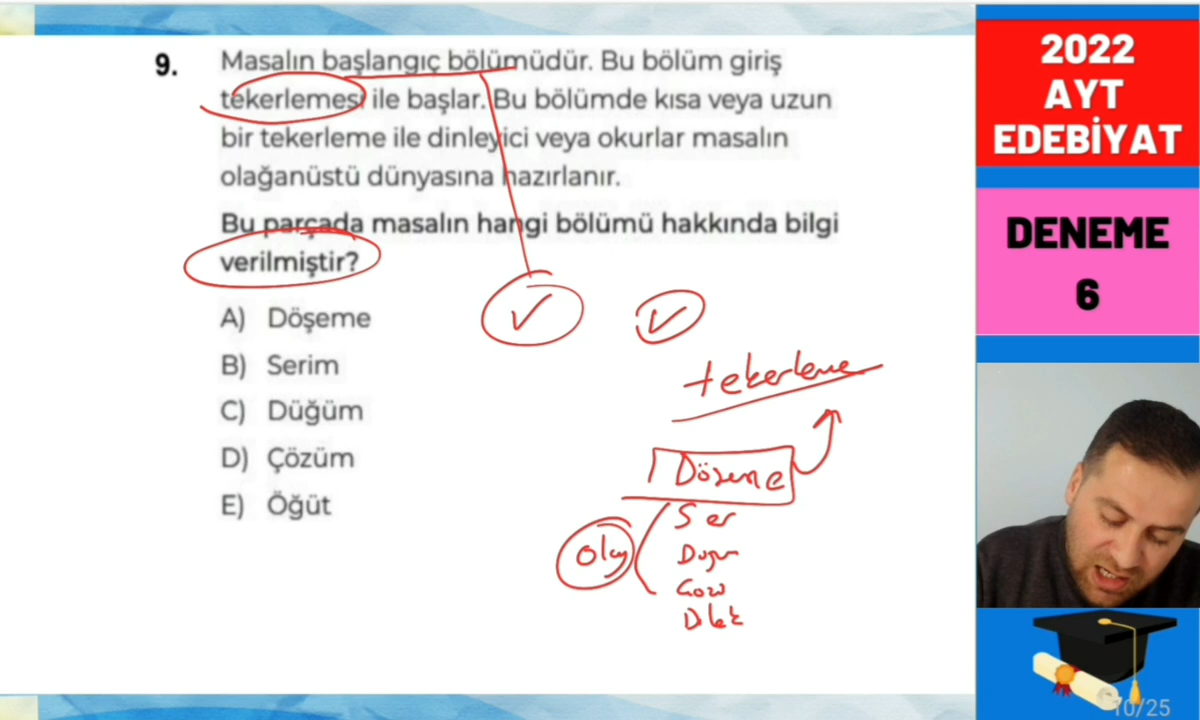 9. Masalın başlangıç bölümüdür. Bu bölüm giriş
tekerlemesi ile başlar. Bu bölümde kısa veya uzun
bir tekerleme ile dinleyici veya okurlar masalın
olağanüstü dünyasına hazırlanır.
Bu parçada masalın hangi bölümü hakkında bilgi
verilmiştir?
A) Döşeme
B) Serim
C) Düğüm
D) Çözüm
E) Öğüt
tekerleme
Döşeme
Ser
olay
2022
AYT
EDEBİYAT
DENEME
6
10/25